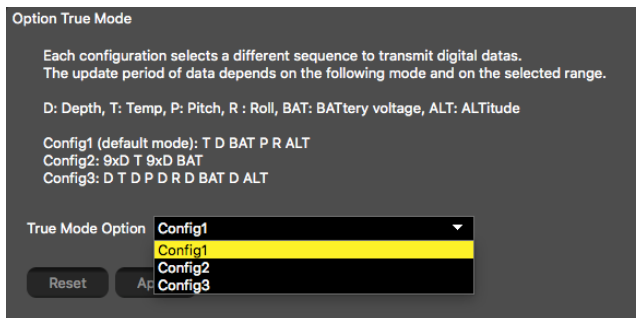 Option True Mode
Each configuration selects a different sequence to transmit digital datas.
The update period of data depends on the following mode and on the selected range.
D: Depth, T: Temp, P: Pitch, R : Roll, BAT: BATtery voltage, ALT: ALTitude
Config1 (default mode): T D BAT P R ALT
Config2: 9xD T 9xD BAT
Config3: D T D P D R D BAT D ALT
True Mode Option Config1
Config1
Config2
Reset Ap Config3